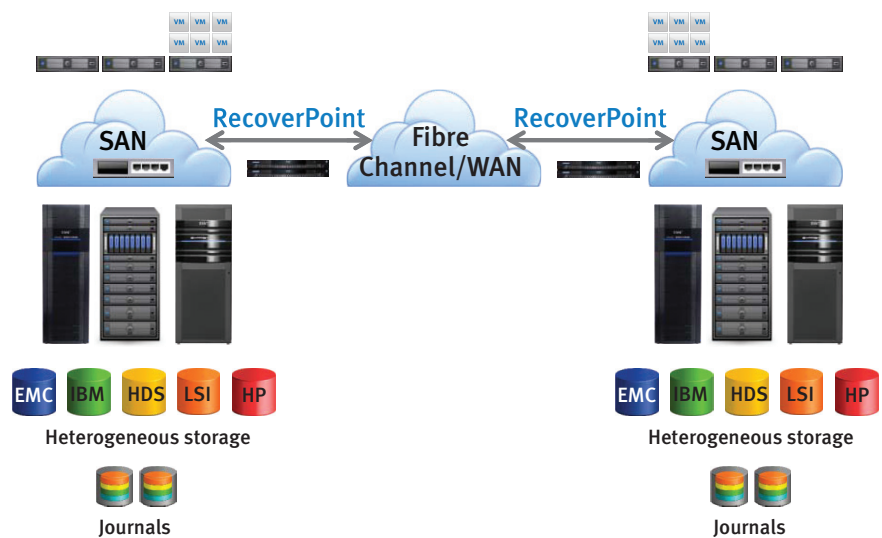 VM VM VM
VM VM VM
VM VM VM
VM VM VM
RecoverPoint
RecoverPoint
SAN
Fibre
Channel/WAN
SAN
EMC IBM HDS LSI HP
EMC IBM HDS LSI HP
Heterogeneous storage
Heterogeneous storage
Journals
Journals